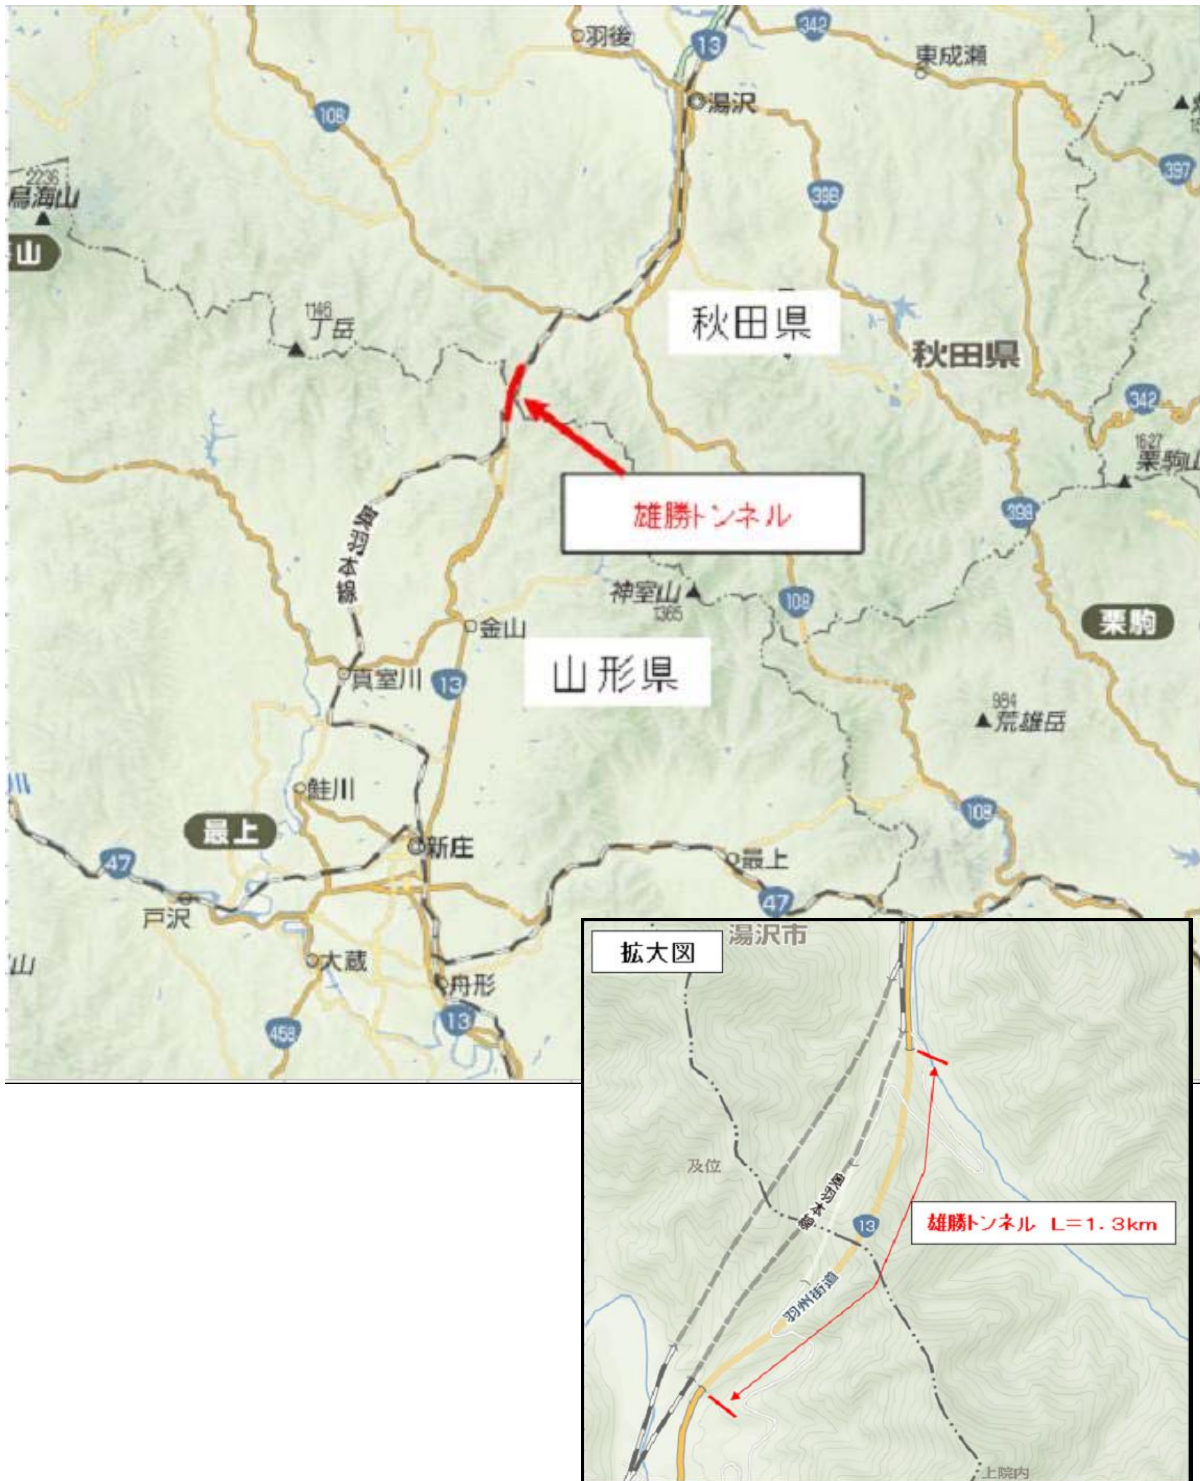 342
羽後
13
東成瀬
湯沢
108
397
2236
鳥海山
398
山
秋田県
1146
丁岳
秋田県
342
1627
栗駒山
雄勝トンネル
398
奥羽本線
神室山
1365
108
栗駒
金山
山形県
真室川
13
984
荒雄岳
鮭川
108
最上
新庄
最上
47
47
戸沢
湯沢市
拡大図
山
大蔵
舟形
13
458
及位
奥羽本線
13
雄勝トンネル L=1.3km
羽州街道
上院内